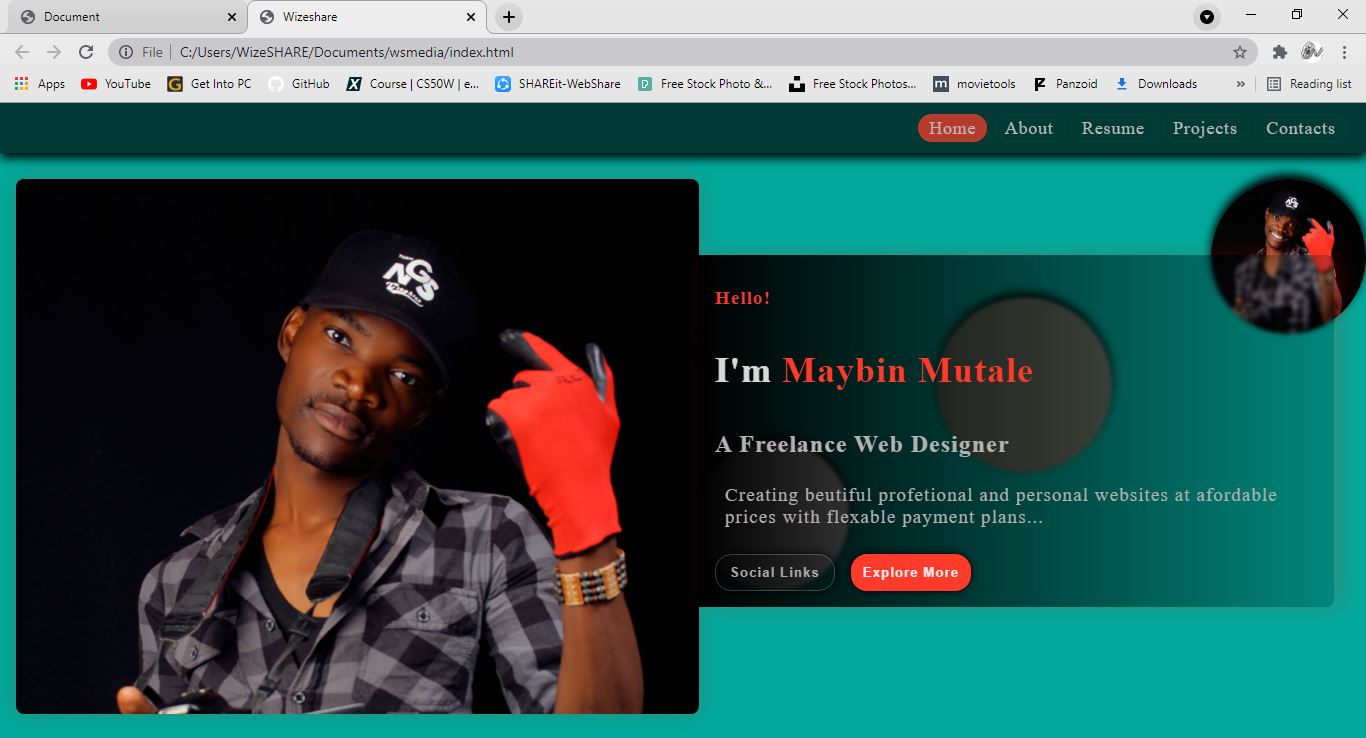 Document
Wizeshare
File
C:/Users/WizeSHARE/Documents/wsmedia/index.html
Apps
YouTube
Get Into PC
GitHub
Course | CS50W | e...
SHAREit-WebShare
Free Stock Photo &...
Free Stock Photos...
movietools
Panzoid
Downloads
Reading list
Home
About
Resume
Projects
Contacts
TEAM
NGS
Graphics
Hello!
I'm Maybin Mutale
A Freelance Web Designer
Creating beutiful profetional and personal websites at afordable
prices with flexable payment plans...
Social Links
Explore More